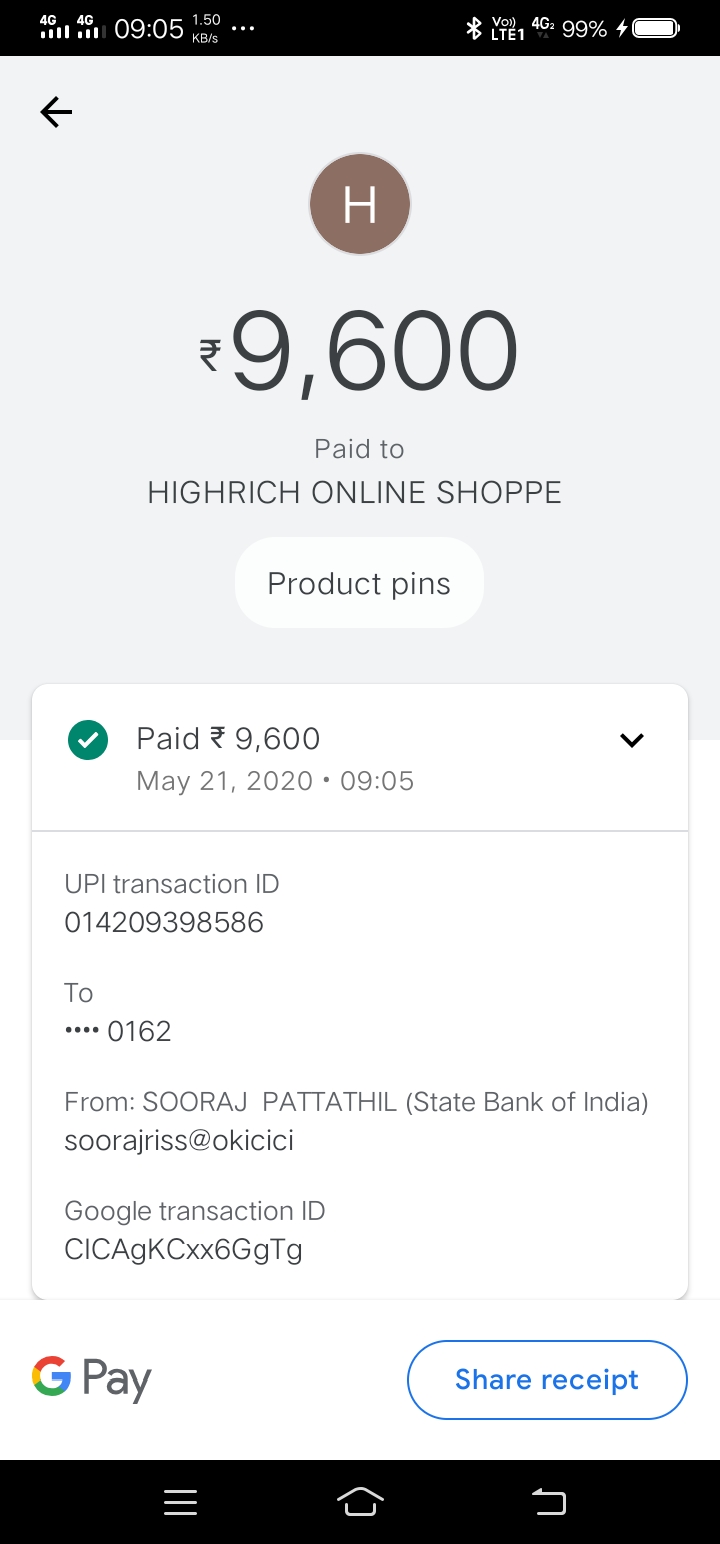 4G 4G 09:05 1.50 KB/s ... Vo)) LTE1 4G2 99%
H
₹9,600
Paid to
HIGHRICH ONLINE SHOPPE
Product pins
Paid ₹ 9,600
May 21, 2020 • 09:05
UPI transaction ID
014209398586
To
•••• 0162
From: SOORAJ PATTATHIL (State Bank of India)
soorajriss@okicici
Google transaction ID
CICAgKCxx6GgTg
G Pay
Share receipt